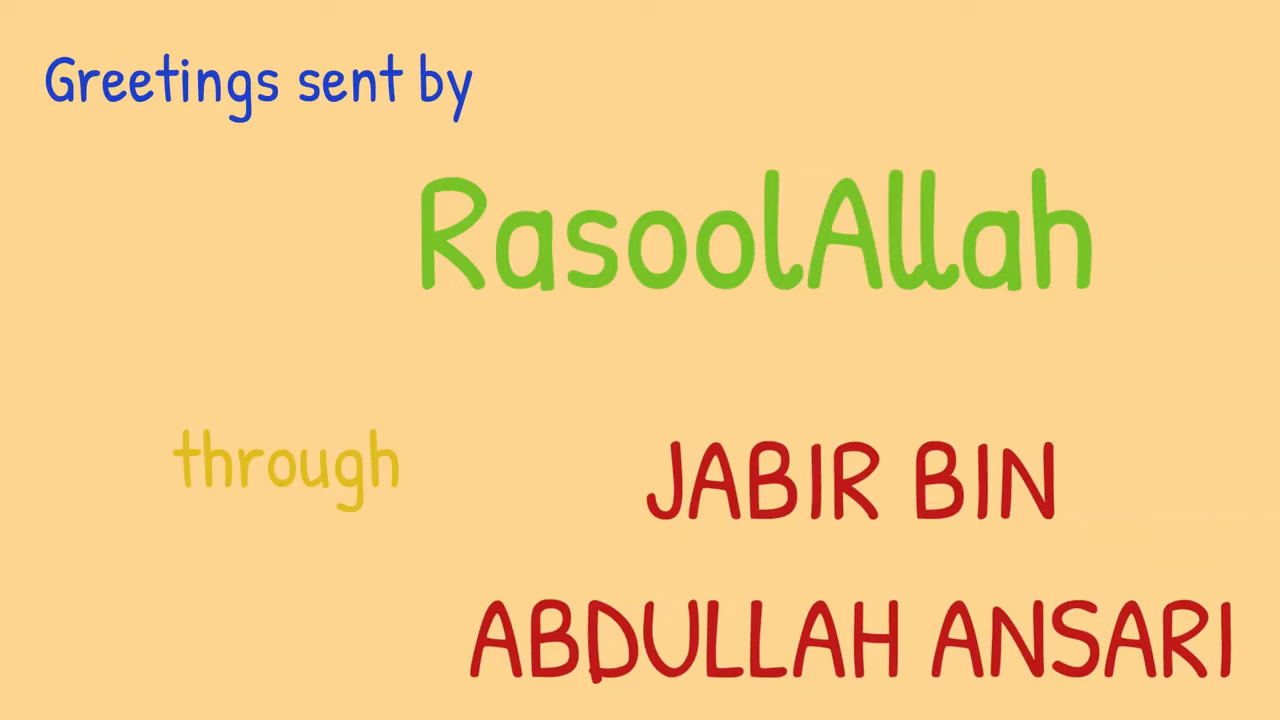 Greetings sent by
RasoolAllah
through JABIR BIN
ABDULLAH ANSARI